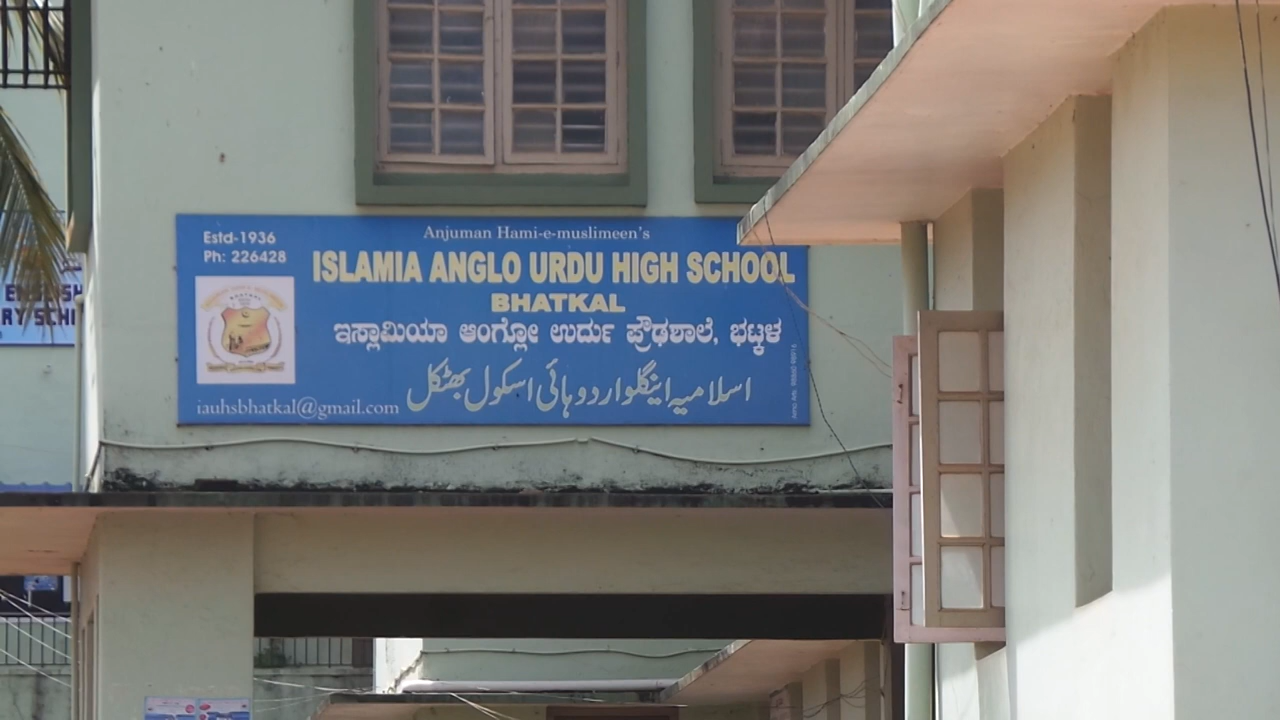 Estd-1936
Ph: 226428
Anjuman Hami-e-muslimeen's
ISLAMIA ANGLO URDU HIGH SCHOOL
BHATKAL
ಇಸ್ಲಾಮಿಯಾ ಆಂಗ್ಲೋ ಉರ್ದು ಪ್ರೌಢಶಾಲೆ, ಭಟ್ಕಳ
اسلامیہ اینگلو اردو ہائی اسکول بھٹکل
iauhsbhatkal@gmail.com